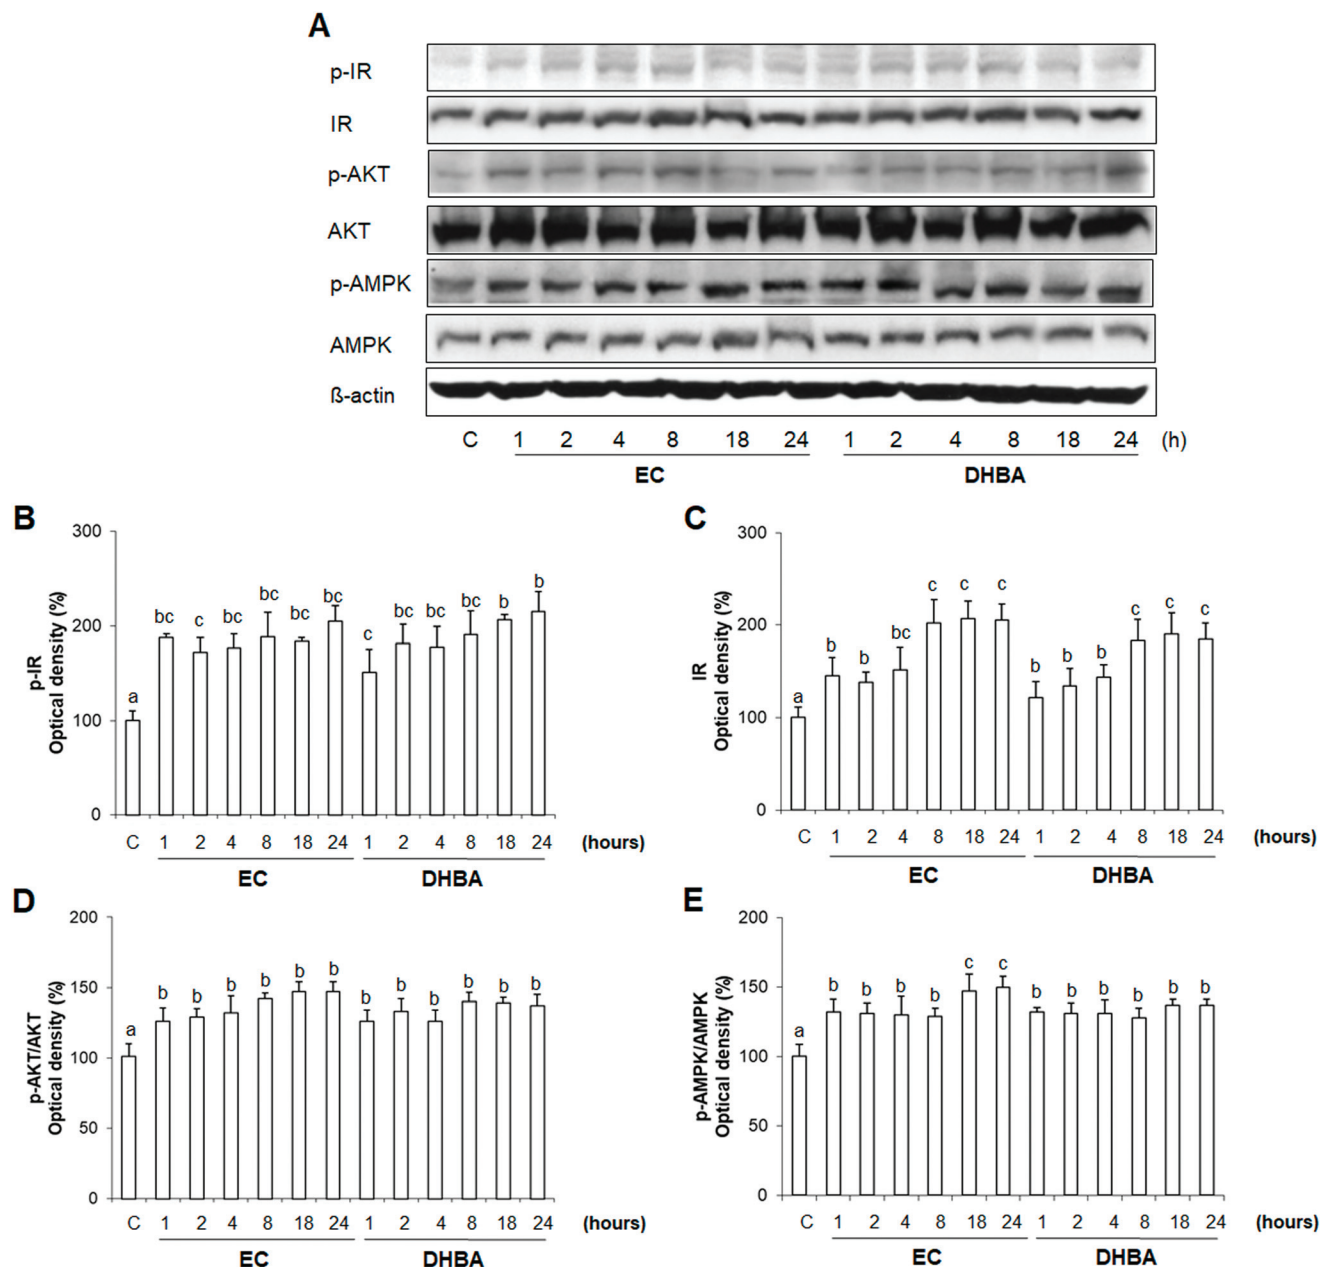 A
p-IR
IR
p-AKT
AKT
p-AMPK
AMPK
ß-actin
C 1 2 4 8 18 24 1 2 4 8 18 24 (h)
EC DHBA
B
p-IR
Optical density (%)
300
200
100
0
a bc c bc bc bc bc c bc bc bc b b
C 1 2 4 8 18 24 1 2 4 8 18 24 (hours)
EC DHBA
C
IR
Optical density (%)
300
200
100
0
a b b bc c c c b b b c c c
C 1 2 4 8 18 24 1 2 4 8 18 24 (hours)
EC DHBA
D
p-AKT/AKT
Optical density (%)
200
150
100
50
0
a b b b b b b b b b b b b
C 1 2 4 8 18 24 1 2 4 8 18 24 (hours)
EC DHBA
E
p-AMPK/AMPK
Optical density (%)
200
150
100
50
0
a b b b b c c b b b b b b
C 1 2 4 8 18 24 1 2 4 8 18 24 (hours)
EC DHBA